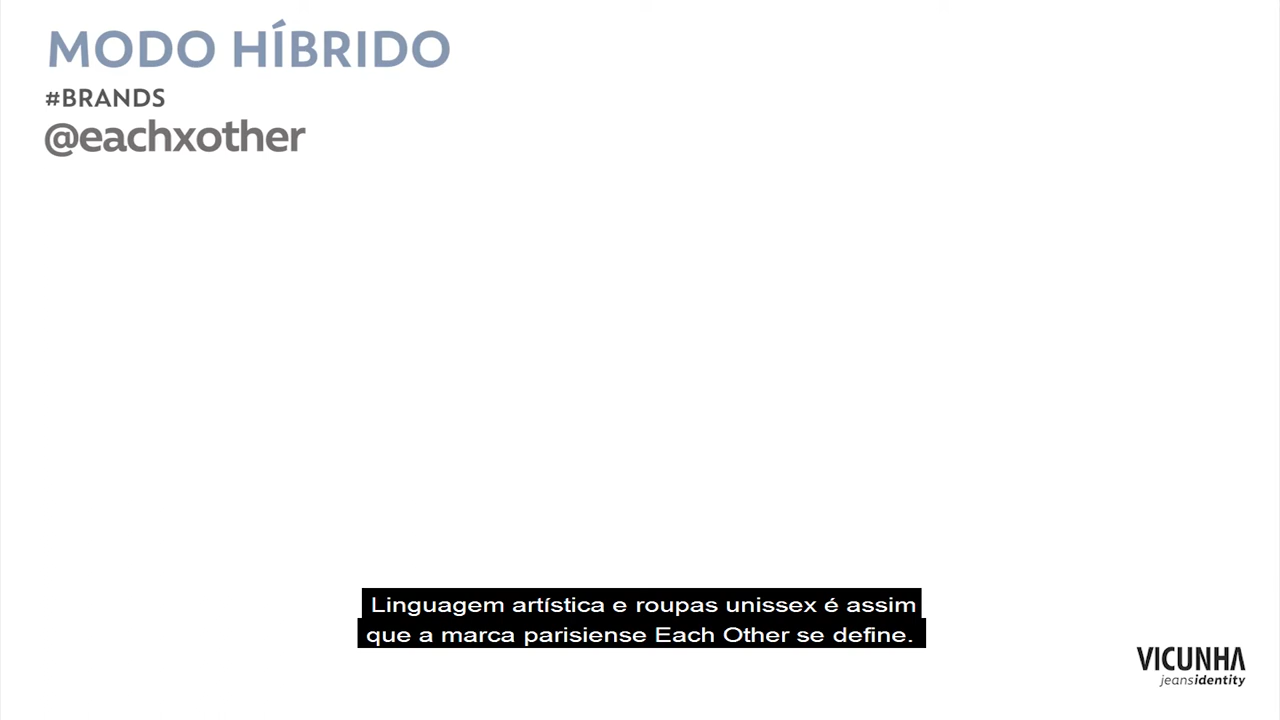 MODO HÍBRIDO
#BRANDS
@eachxother
Linguagem artística e roupas unissex é assim
que a marca parisiense Each Other se define.
VICUNHA
jeansidentity